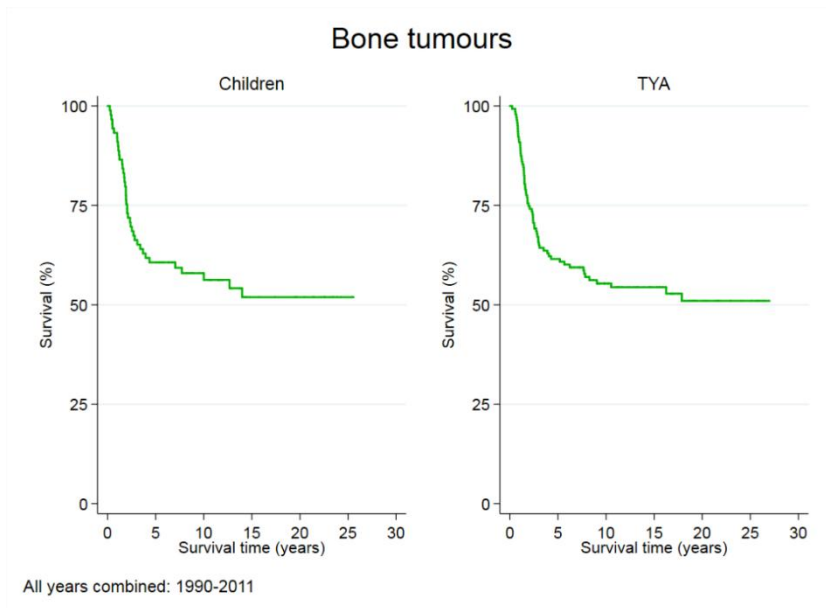 Bone tumours
Children
100
75
50
25
0
Survival (%)
0 5 10 15 20 25 30
Survival time (years)
TYA
100
75
50
25
0
Survival (%)
0 5 10 15 20 25 30
Survival time (years)
All years combined: 1990-2011